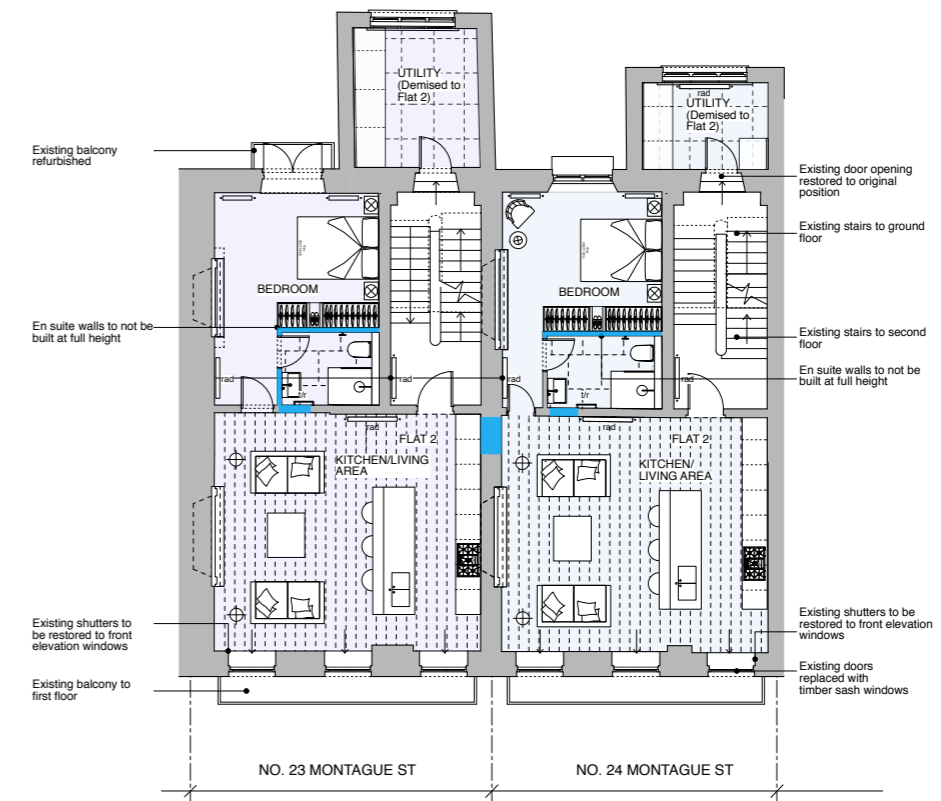 UTILITY
(Demised to
Flat 2)
rad
UTILITY
(Demised to
Flat 2)
Existing balcony
refurbished
Existing door opening
restored to original
position
Existing stairs to ground
floor
BEDROOM
BEDROOM
En suite walls to not be
built at full height
Existing stairs to second
floor
En suite walls to not be
built at full height
rad
t/r
rad
rad
t/r
rad
rad
FLAT 2
KITCHEN/LIVING
AREA
rad
FLAT 2
KITCHEN/
LIVING AREA
Existing shutters to
be restored to front
elevation windows
Existing shutters to be
restored to front elevation
windows
Existing balcony to
first floor
Existing doors
replaced with
timber sash windows
NO. 23 MONTAGUE ST
NO. 24 MONTAGUE ST